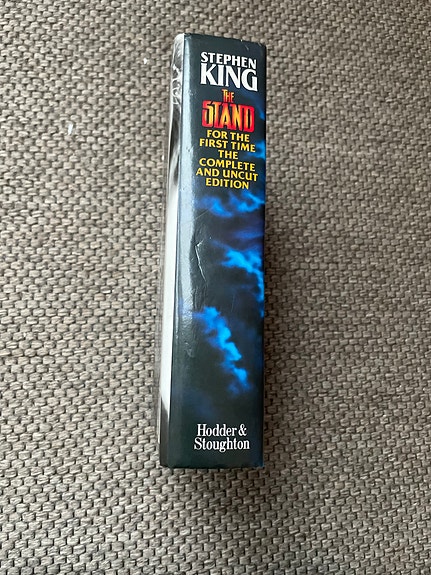 STEPHEN
KING
THE
STAND
FOR THE
FIRST TIME
THE
COMPLETE
AND UNCUT
EDITION
Hodder &
Stoughton